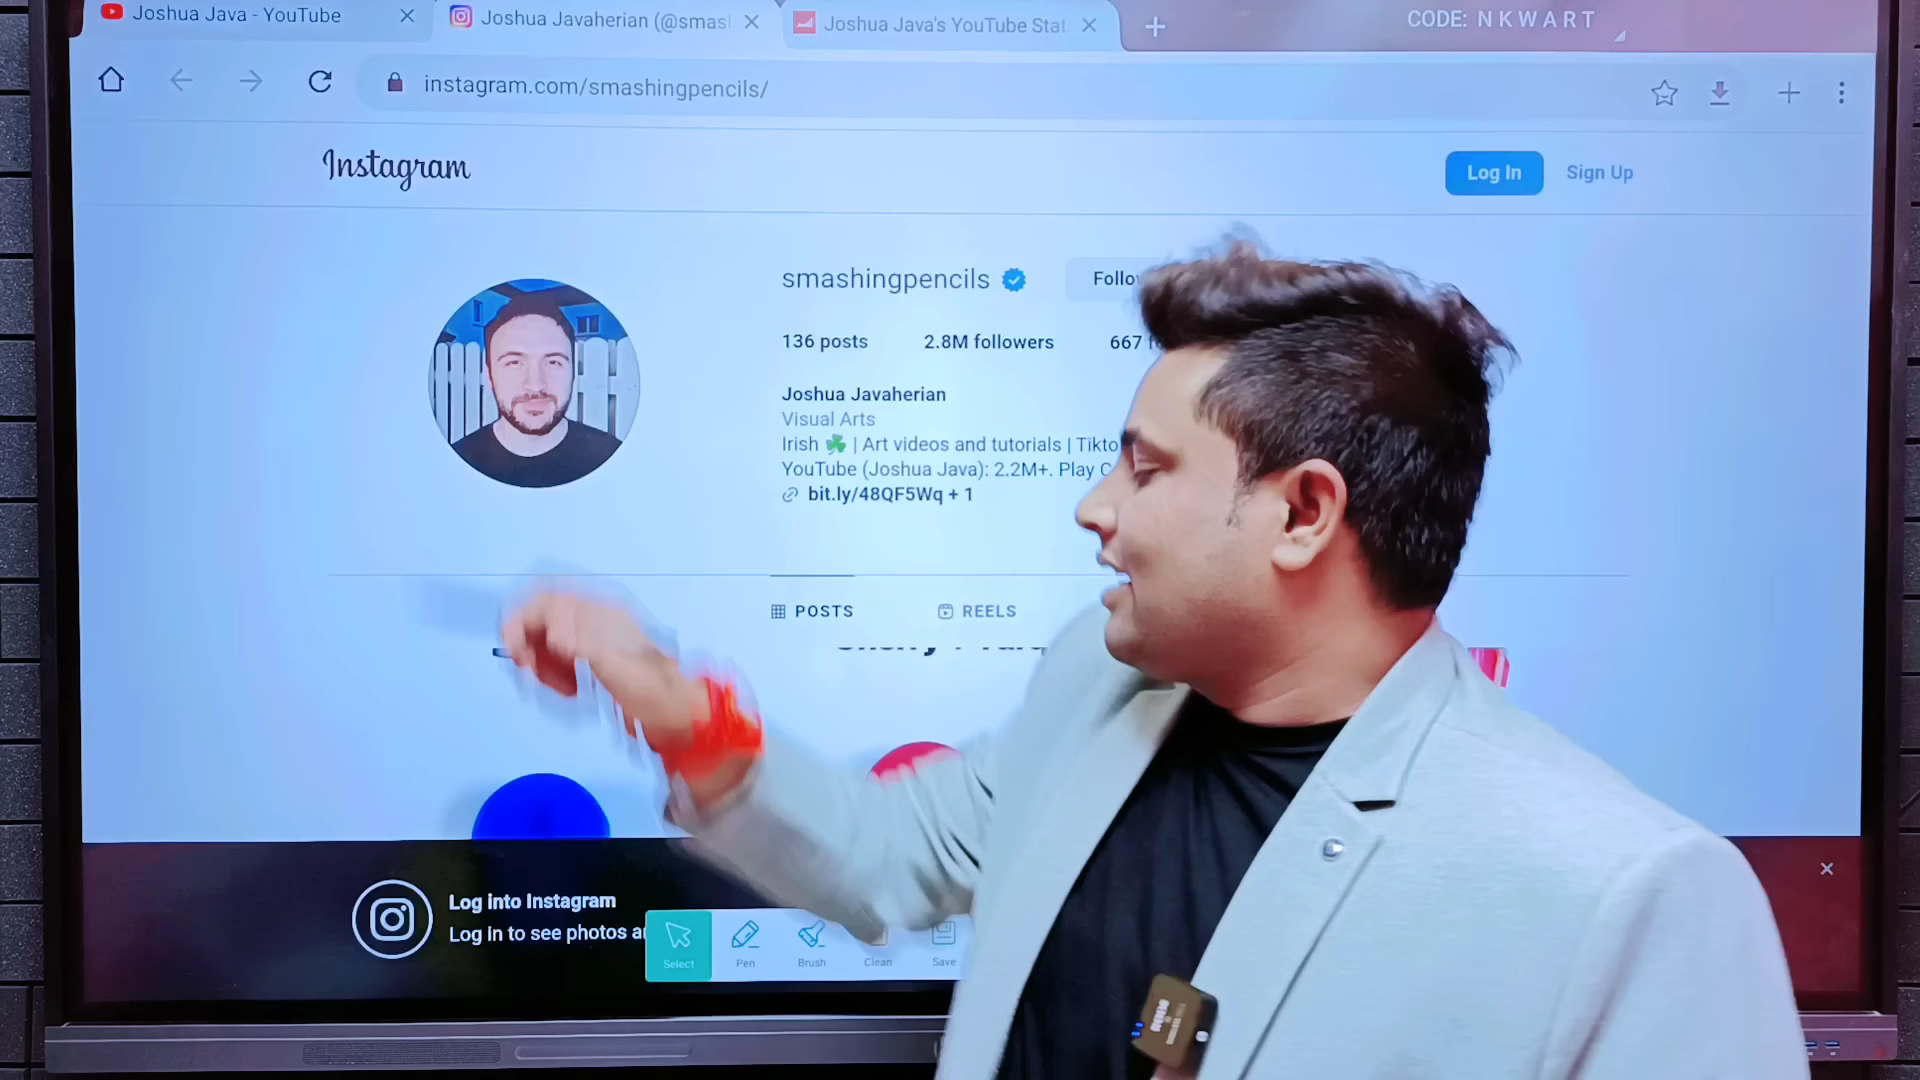 Joshua Java - YouTube
Joshua Javaherian (@smasl
Joshua Java's YouTube Stat
CODE: N K W A R T
instagram.com/smashingpencils/
Instagram
Log In
Sign Up
smashingpencils
Follo
136 posts
2.8M followers
667 f
Joshua Javaherian
Visual Arts
Irish ☘️ | Art videos and tutorials | Tikto
YouTube (Joshua Java): 2.2M+. Play C
bit.ly/48QF5Wq + 1
POSTS
REELS
Log into Instagram
Log in to see photos a
Select
Pen
Brush
Clean
Save